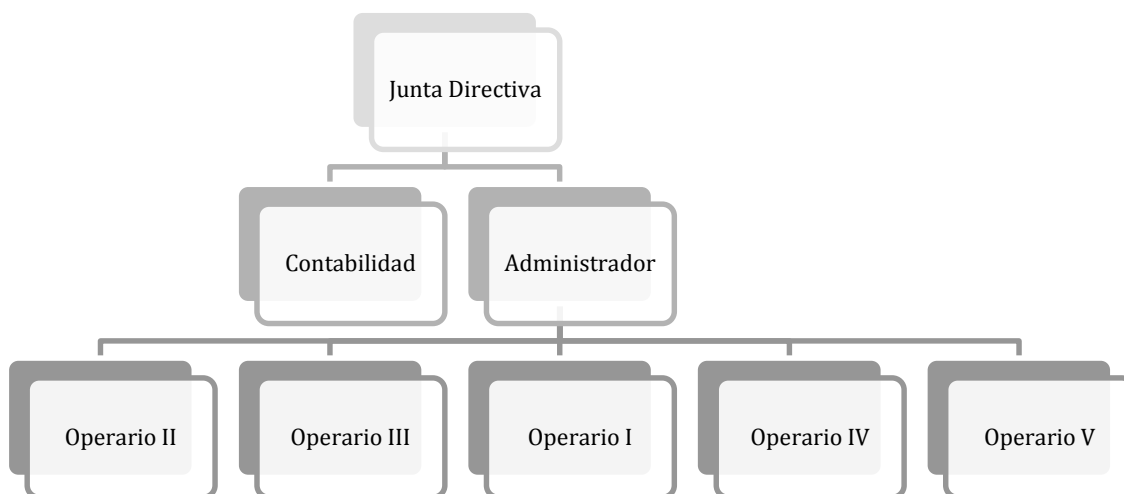 Junta Directiva
Contabilidad
Administrador
Operario II
Operario III
Operario I
Operario IV
Operario V